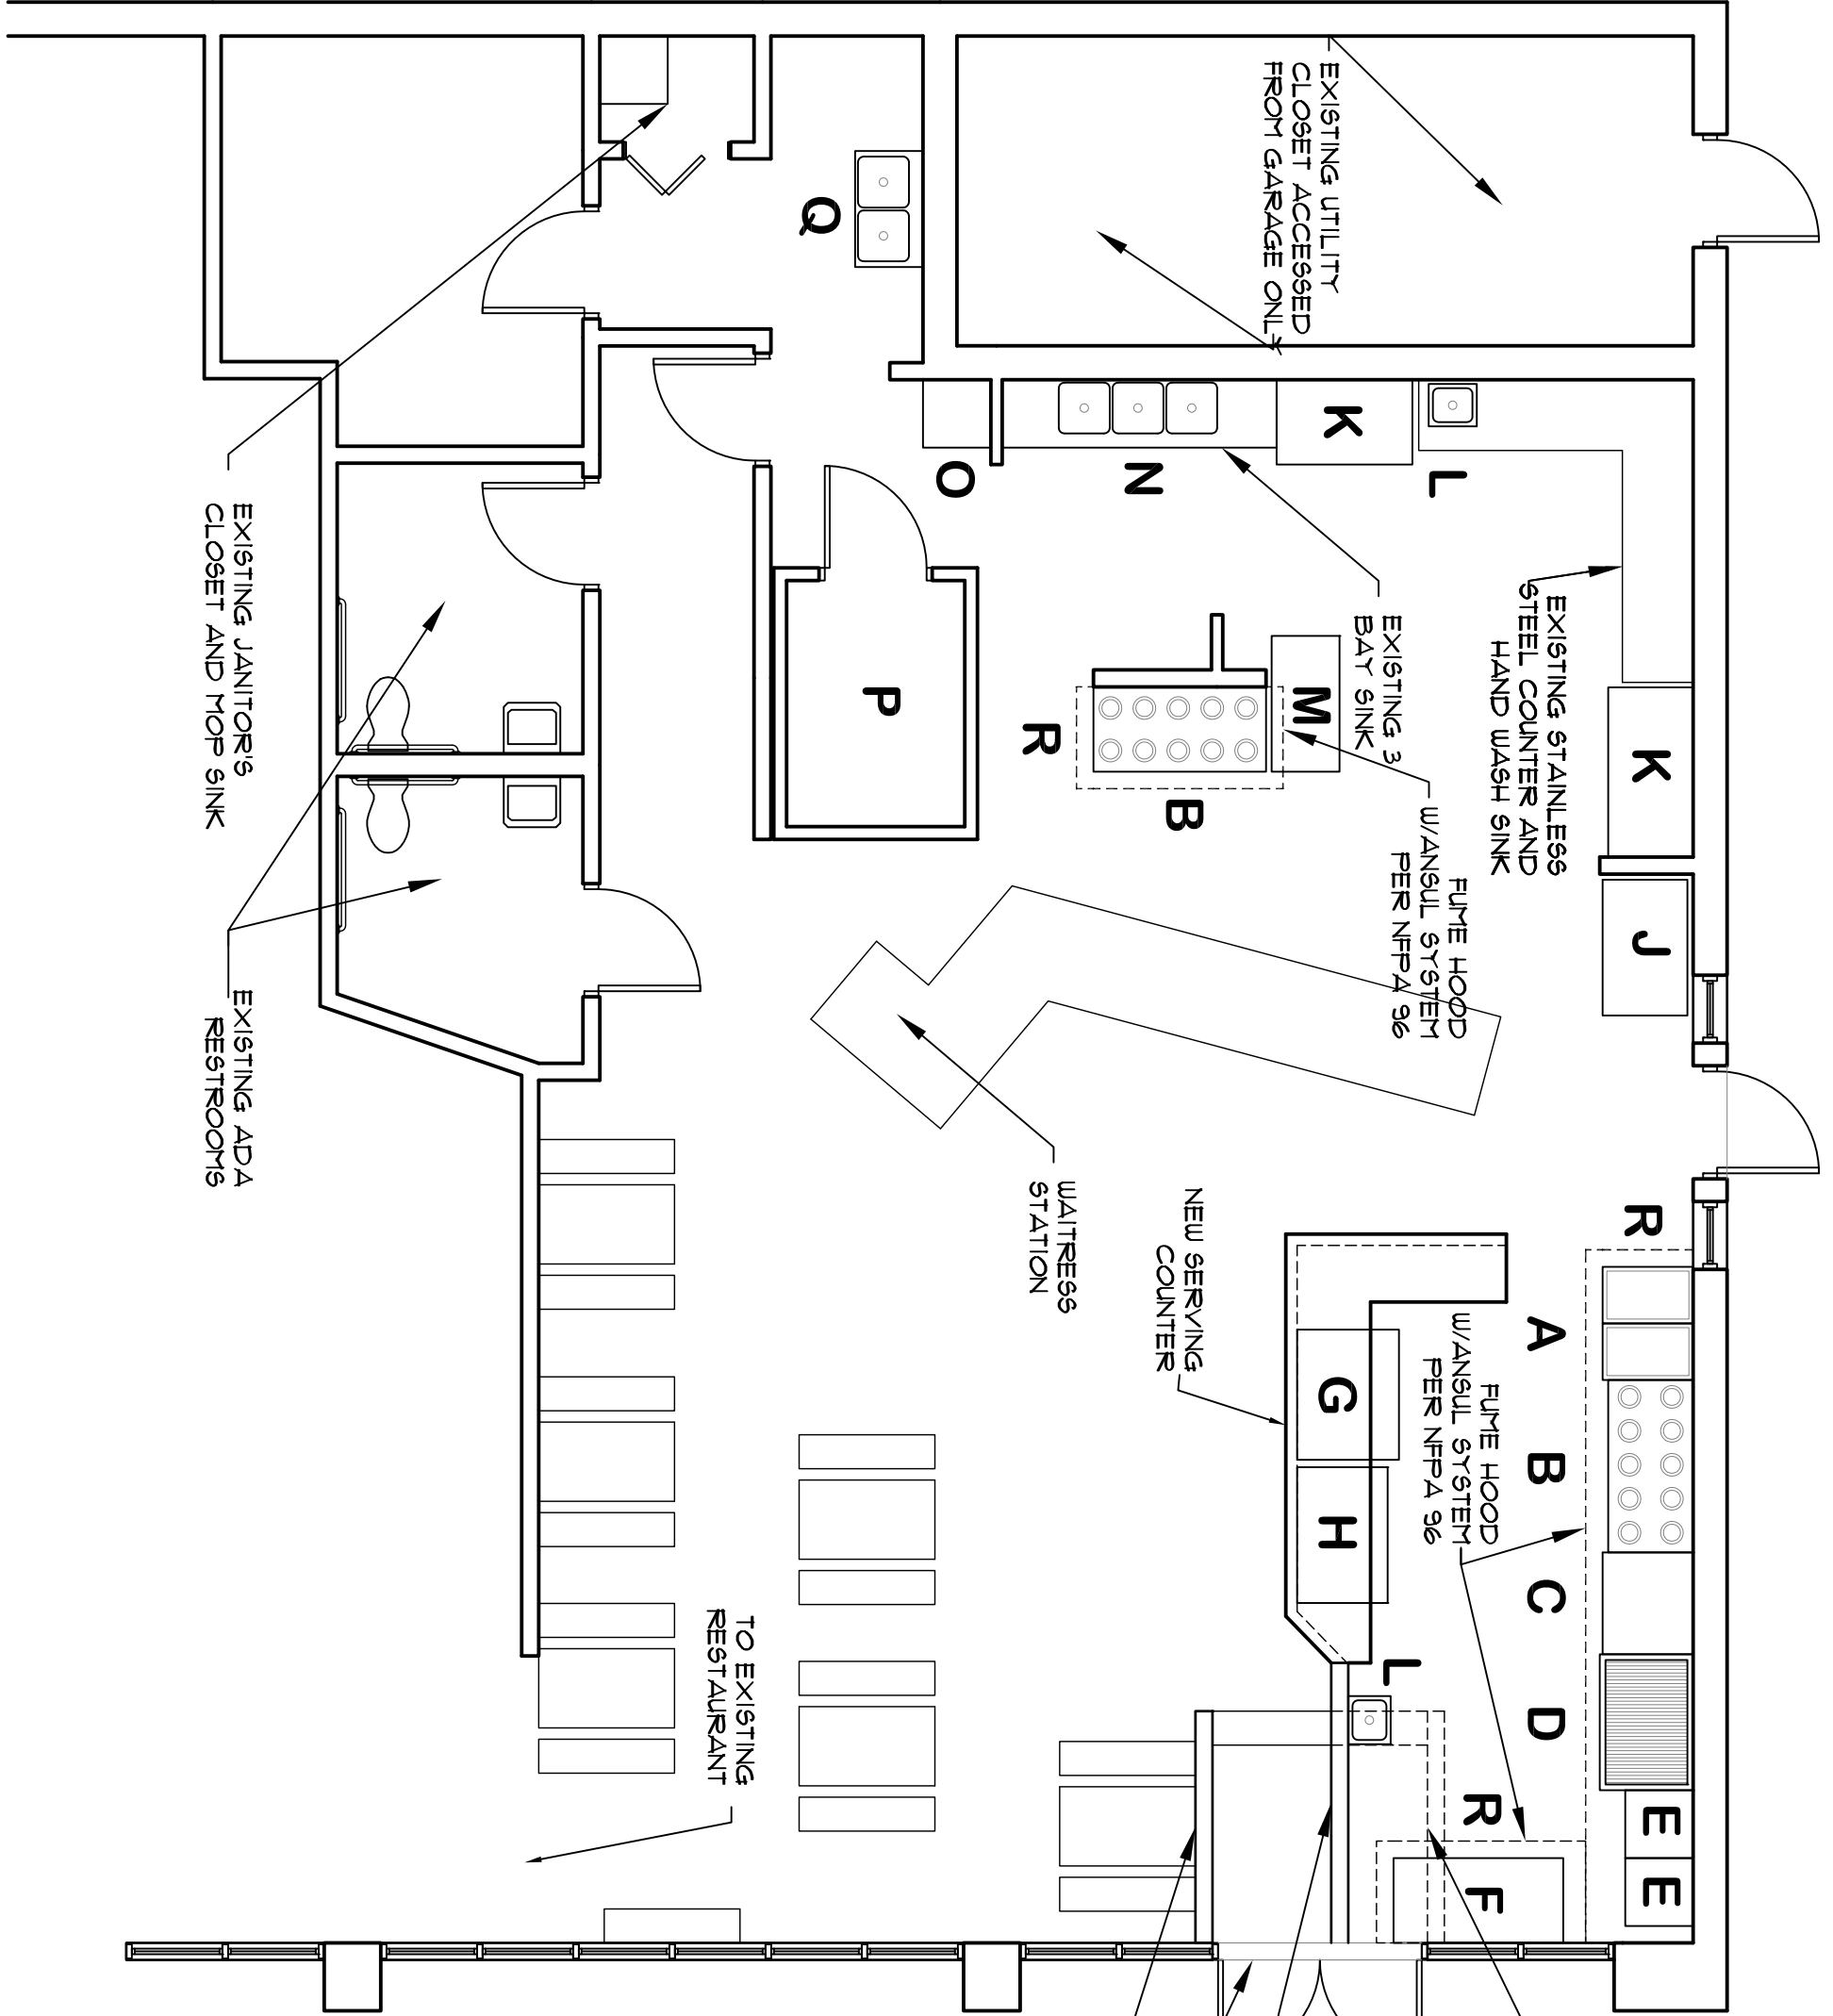 EXISTING UTILITY
CLOSET ACCESSED
FROM GARAGE ONLY
Q
K
L
N
O
EXISTING STAINLESS
STEEL COUNTER AND
HAND WASH SINK
EXISTING 3
BAY SINK
K
M
P
R
B
J
FUME HOOD
W/ANSUL SYSTEM
PER NFPA 96
EXISTING JANITOR'S
CLOSET AND MOP SINK
EXISTING ADA
RESTROOMS
WAITRESS
STATION
NEW SERVING
COUNTER
R
A
B
C
D
E
E
F
G
H
L
R
FUME HOOD
W/ANSUL SYSTEM
PER NFPA 96
TO EXISTING
RESTAURANT